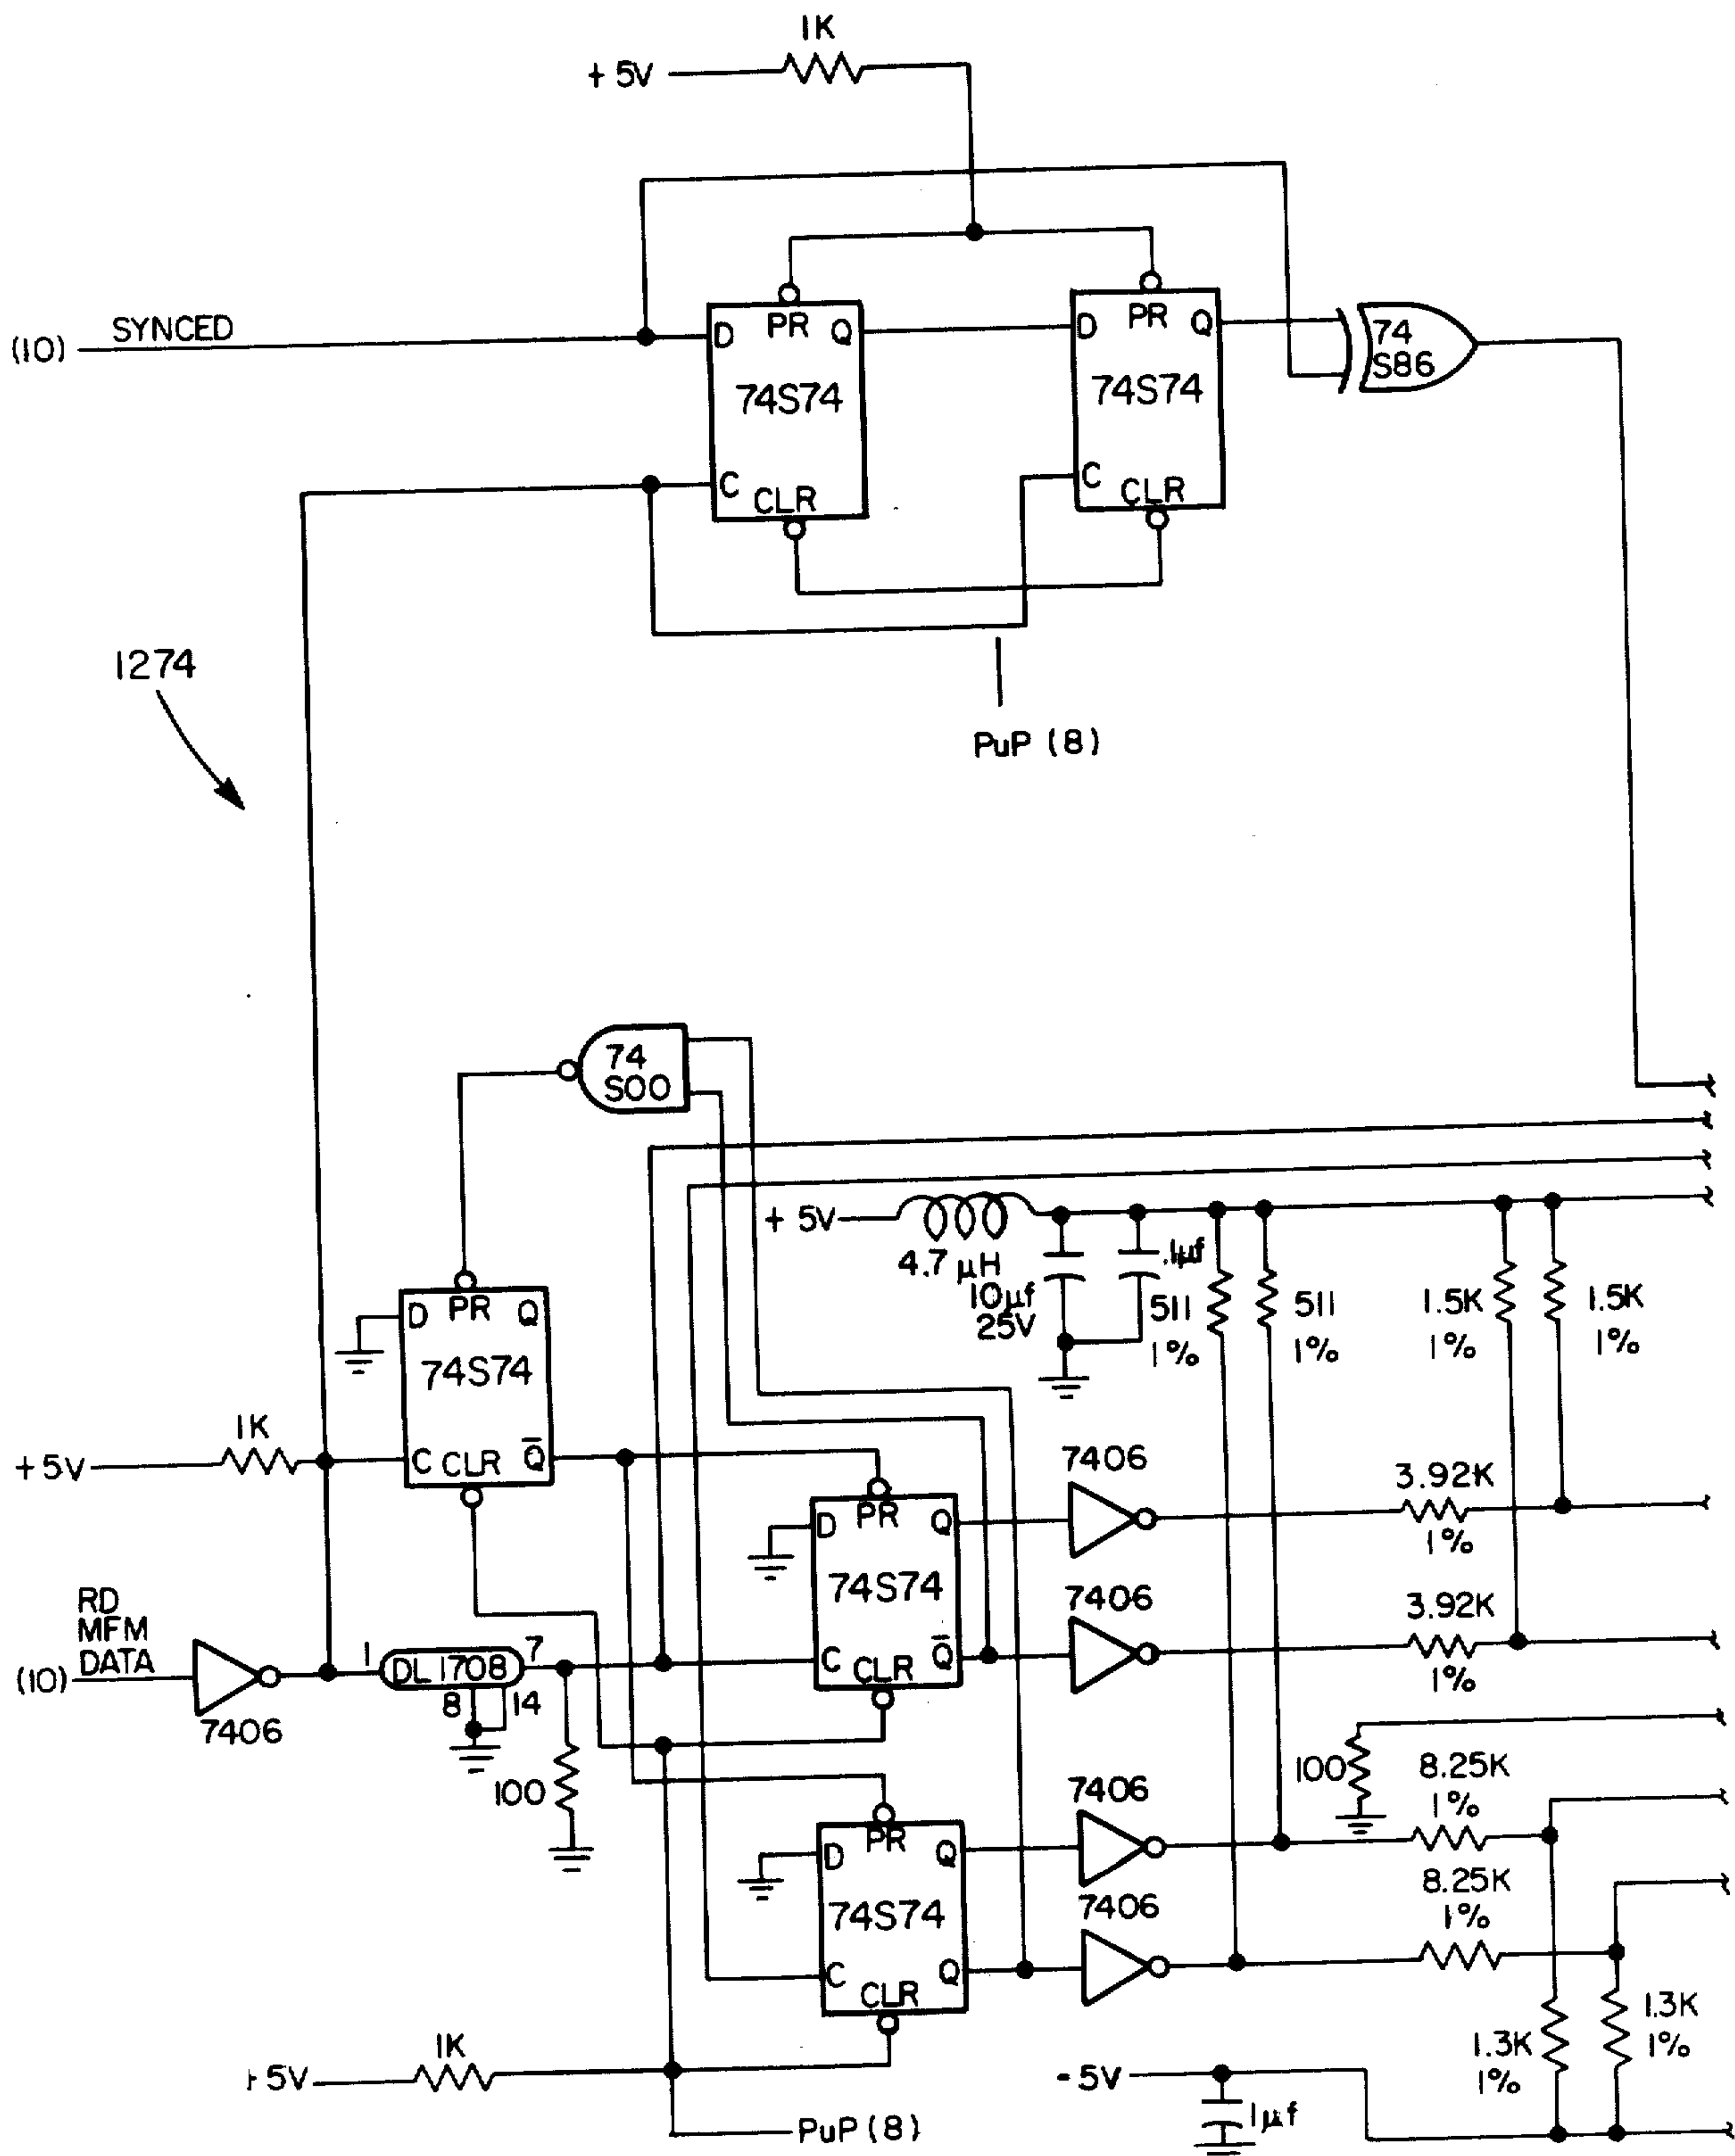 1K
+ 5V
(10) SYNCED
D PR Q
74S74
C CLR
D PR Q
74S74
C CLR
74
S86
1274
PuP (8)
74
S00
+ 5V
4.7 µH
10µf
25V
.1µf
511
1%
511
1%
1.5K
1%
1.5K
1%
D PR Q
74S74
C CLR Q̅
1K
+5V
7406
3.92K
1%
D PR Q
74S74
C CLR Q̅
7406
3.92K
1%
RD
MFM
DATA
(10)
7406
1 DL 1708 7
8 14
100
100
7406
8.25K
1%
D PR Q
74S74
C CLR Q
7406
8.25K
1%
1.3K
1%
1.3K
1%
1K
+5V
PuP (8)
- 5V
1µf